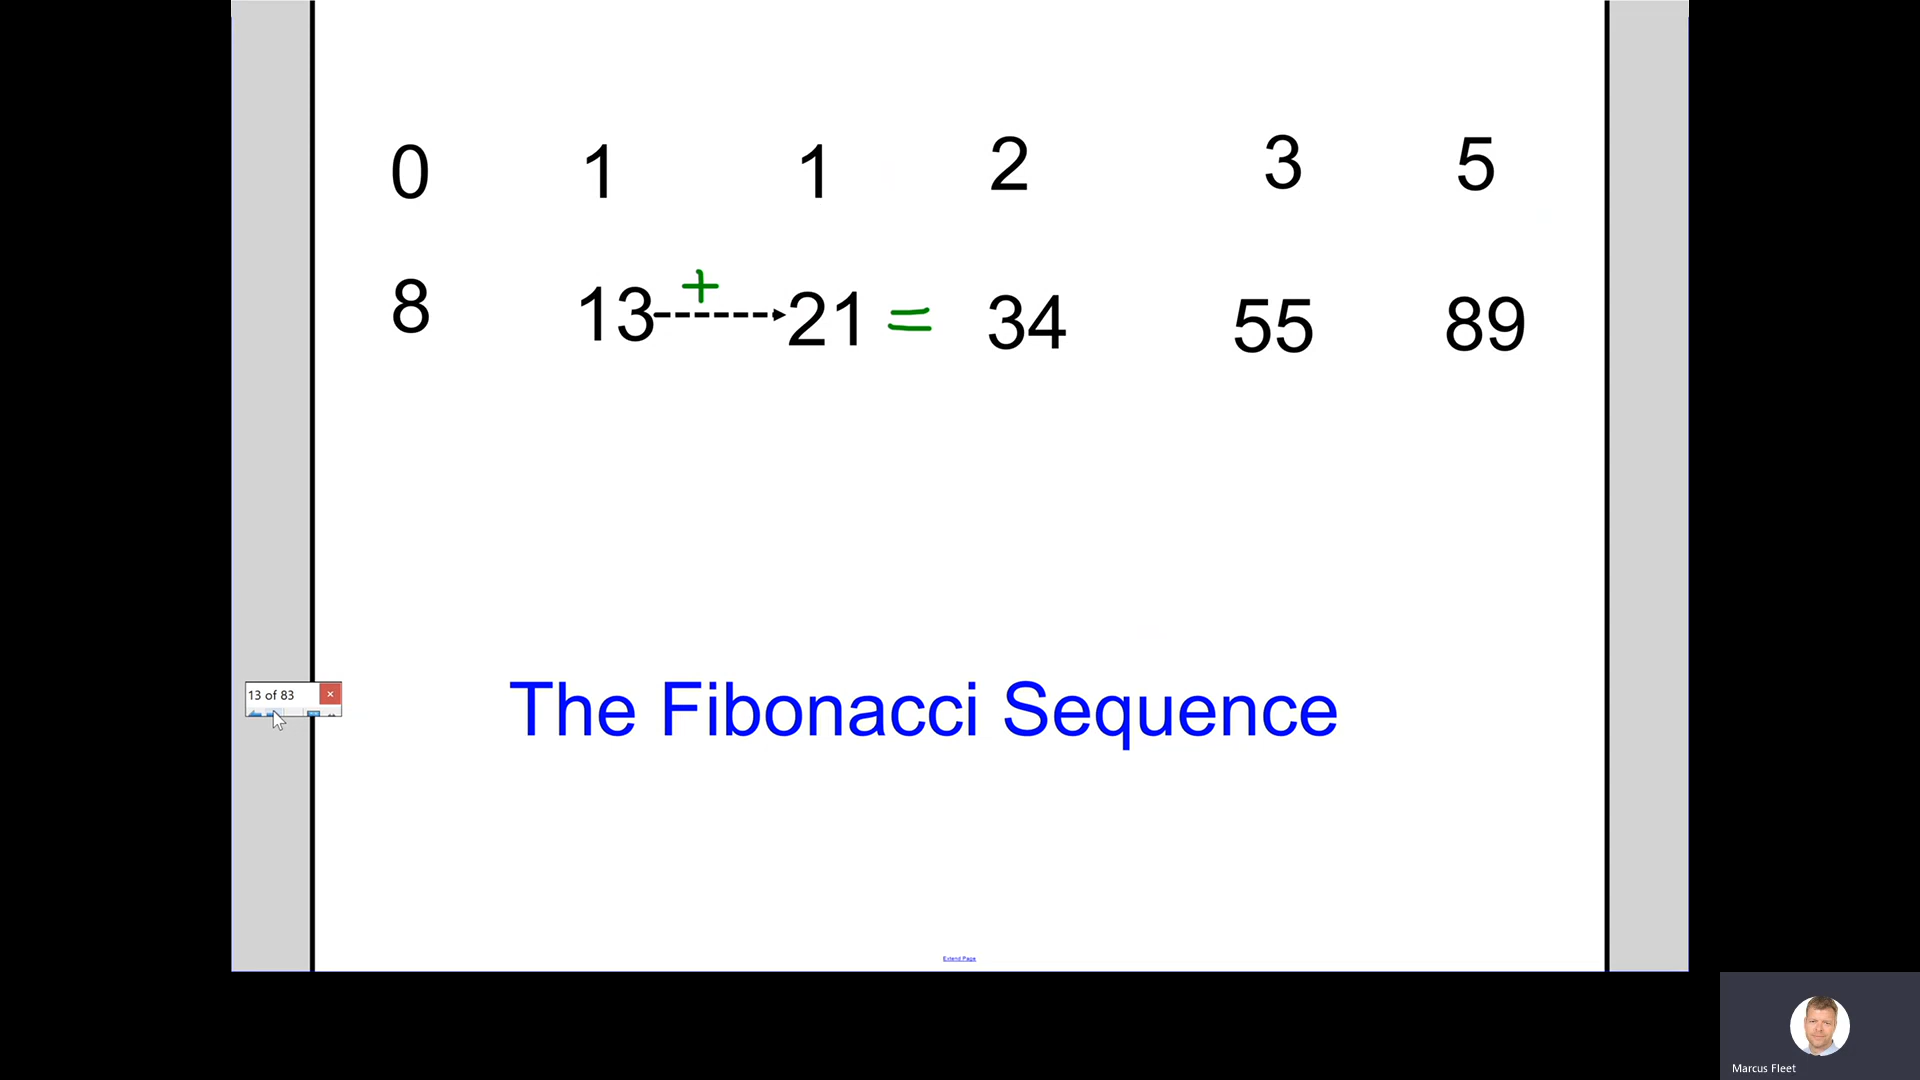 0 1 1 2 3 5
8 13 + 21 = 34 55 89
13 of 83
The Fibonacci Sequence
Extend Page
Marcus Fleet